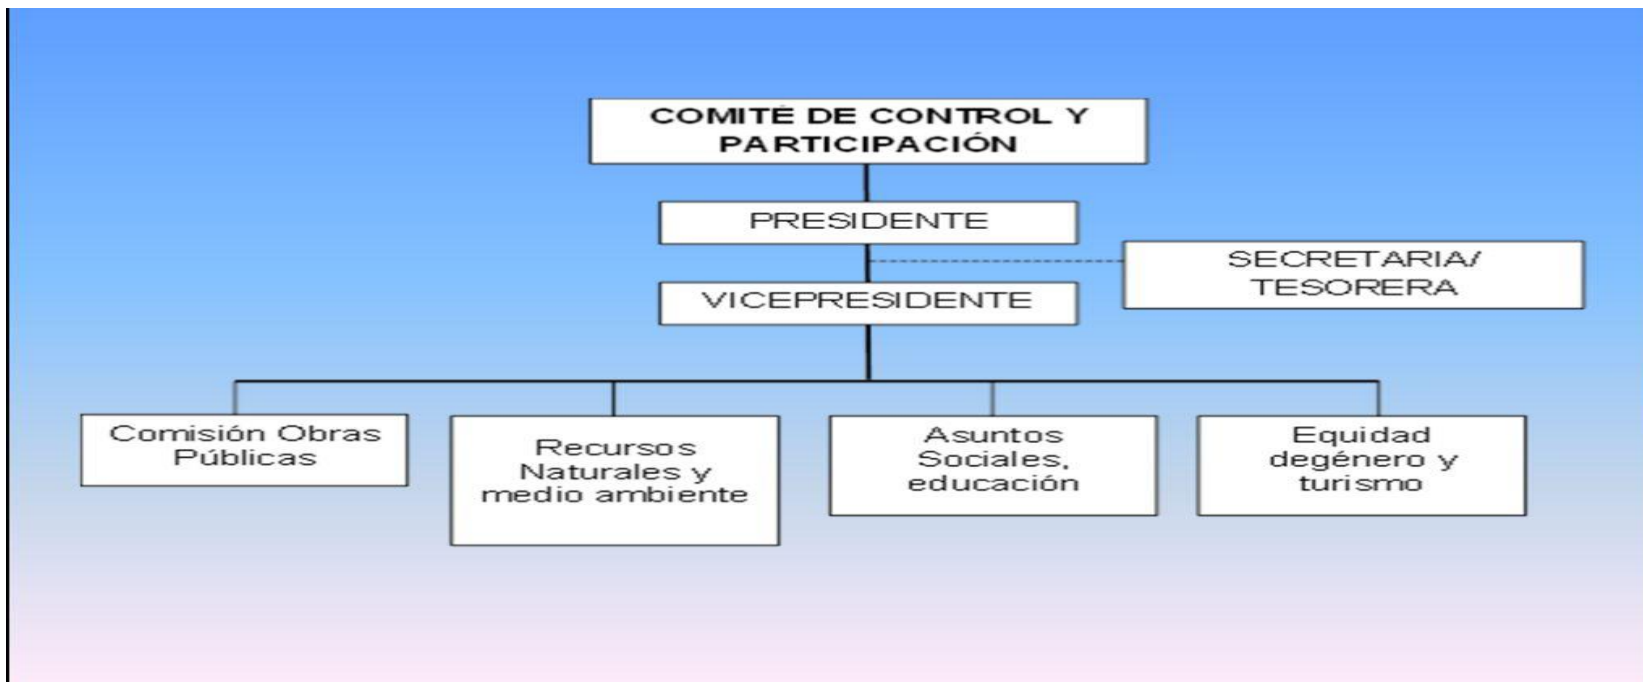 COMITÉ DE CONTROL Y
PARTICIPACIÓN
PRESIDENTE
SECRETARIA/
TESORERA
VICEPRESIDENTE
Comisión Obras
Públicas
Recursos
Naturales y
medio ambiente
Asuntos
Sociales,
educación
Equidad
degénero y
turismo